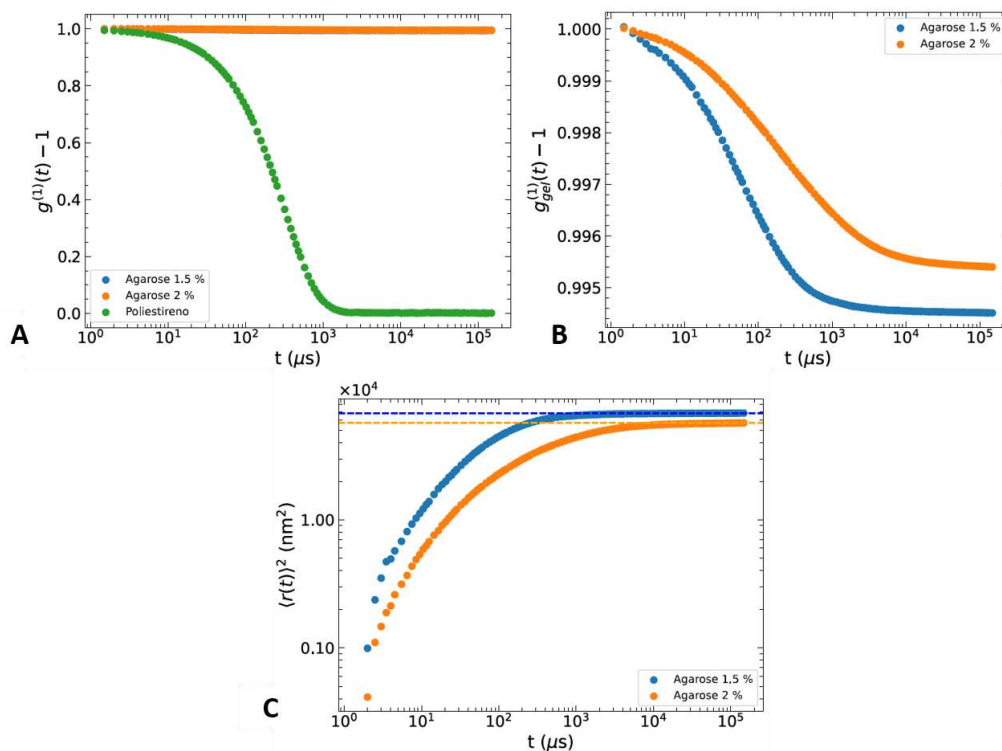 1.0
0.8
0.6
0.4
0.2
0.0
g⁽¹⁾(t) − 1
Agarose 1.5 %
Agarose 2 %
Poliestireno
10⁰ 10¹ 10² 10³ 10⁴ 10⁵
t (μs)
A
1.000
0.999
0.998
0.997
0.996
0.995
g⁽¹⁾gel(t) − 1
Agarose 1.5 %
Agarose 2 %
10⁰ 10¹ 10² 10³ 10⁴ 10⁵
t (μs)
B
×10⁴
1.00
0.10
⟨r(t)⟩² (nm²)
Agarose 1,5 %
Agarose 2 %
10⁰ 10¹ 10² 10³ 10⁴ 10⁵
t (μs)
C